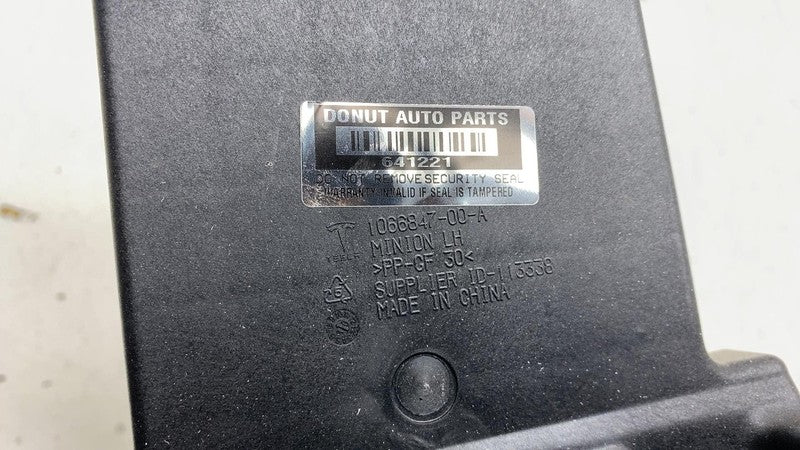 DONUT AUTO PARTS
641221
DO NOT REMOVE SECURITY SEAL
WARRANTY INVALID IF SEAL IS TAMPERED
1066847-00-A
TESLA
MINION LH
>PP-GF 30<
SUPPLIER ID-113338
MADE IN CHINA